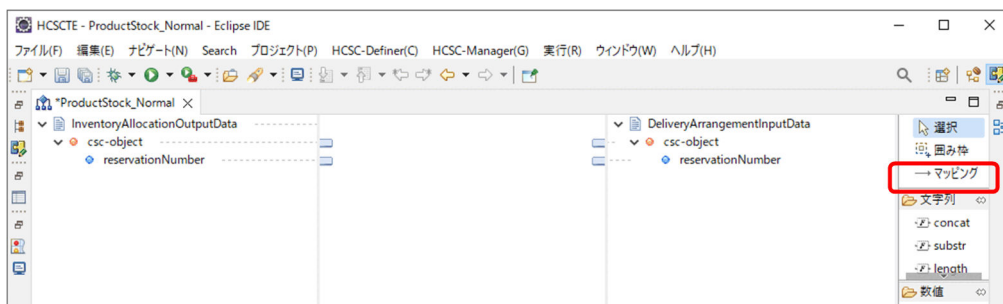 HCSCTE - ProductStock_Normal - Eclipse IDE
ファイル(F) 編集(E) ナビゲート(N) Search プロジェクト(P) HCSC-Definer(C) HCSC-Manager(G) 実行(R) ウィンドウ(W) ヘルプ(H)
*ProductStock_Normal
InventoryAllocationOutputData
csc-object
reservationNumber
DeliveryArrangementInputData
csc-object
reservationNumber
選択
囲み枠
マッピング
文字列
concat
substr
length
数値